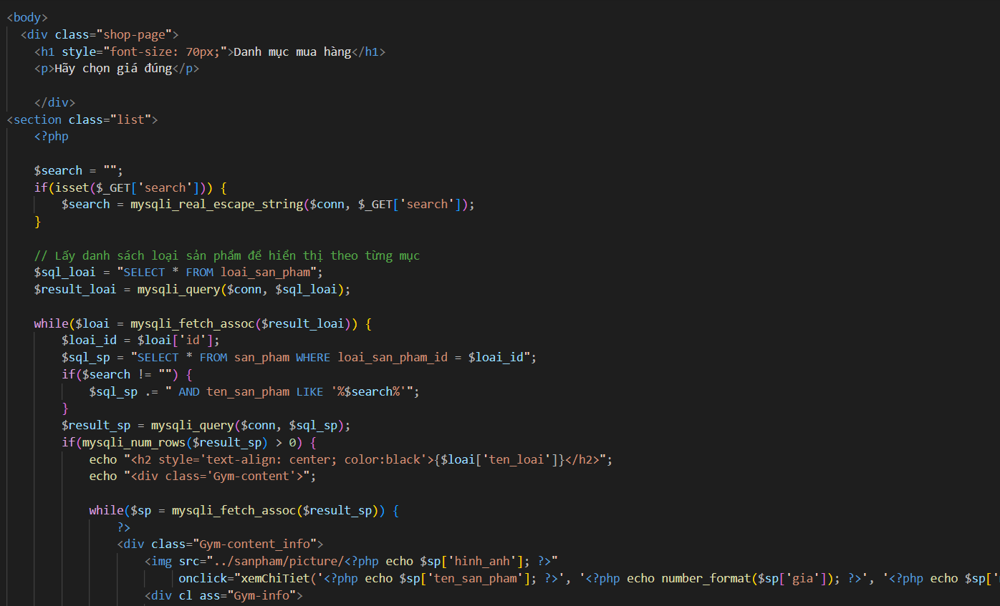 <body>
<div class="shop-page">
<h1 style="font-size: 70px;">Danh mục mua hàng</h1>
<p>Hãy chọn giá đúng</p>
</div>
<section class="list">
<?php
$search = "";
if(isset($_GET['search'])) {
$search = mysqli_real_escape_string($conn, $_GET['search']);
}
// Lấy danh sách loại sản phẩm để hiển thị theo từng mục
$sql_loai = "SELECT * FROM loai_san_pham";
$result_loai = mysqli_query($conn, $sql_loai);
while($loai = mysqli_fetch_assoc($result_loai)) {
$loai_id = $loai['id'];
$sql_sp = "SELECT * FROM san_pham WHERE loai_san_pham_id = $loai_id";
if($search != "") {
$sql_sp .= " AND ten_san_pham LIKE '%$search%'";
}
$result_sp = mysqli_query($conn, $sql_sp);
if(mysqli_num_rows($result_sp) > 0) {
echo "<h2 style='text-align: center; color:black'>{$loai['ten_loai']}</h2>";
echo "<div class='Gym-content'>";
while($sp = mysqli_fetch_assoc($result_sp)) {
?>
<div class="Gym-content_info">
<img src="../sanpham/picture/<?php echo $sp['hinh_anh']; ?>"
onclick="xemChiTiet('<?php echo $sp['ten_san_pham']; ?>', '<?php echo number_format($sp['gia']); ?>', '<?php echo $sp['
<div cl ass="Gym-info">